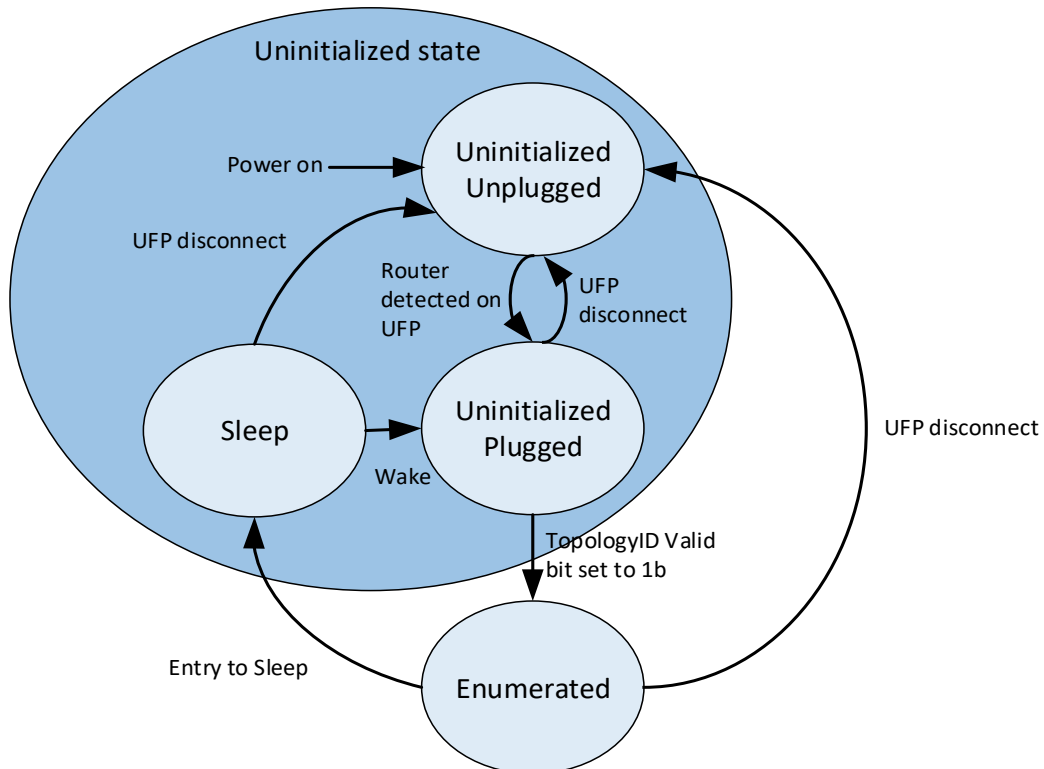 Uninitialized state
Power on
Uninitialized
Unplugged
UFP disconnect
Router
detected on
UFP
UFP
disconnect
Sleep
Wake
Uninitialized
Plugged
UFP disconnect
TopologyID Valid
bit set to 1b
Entry to Sleep
Enumerated